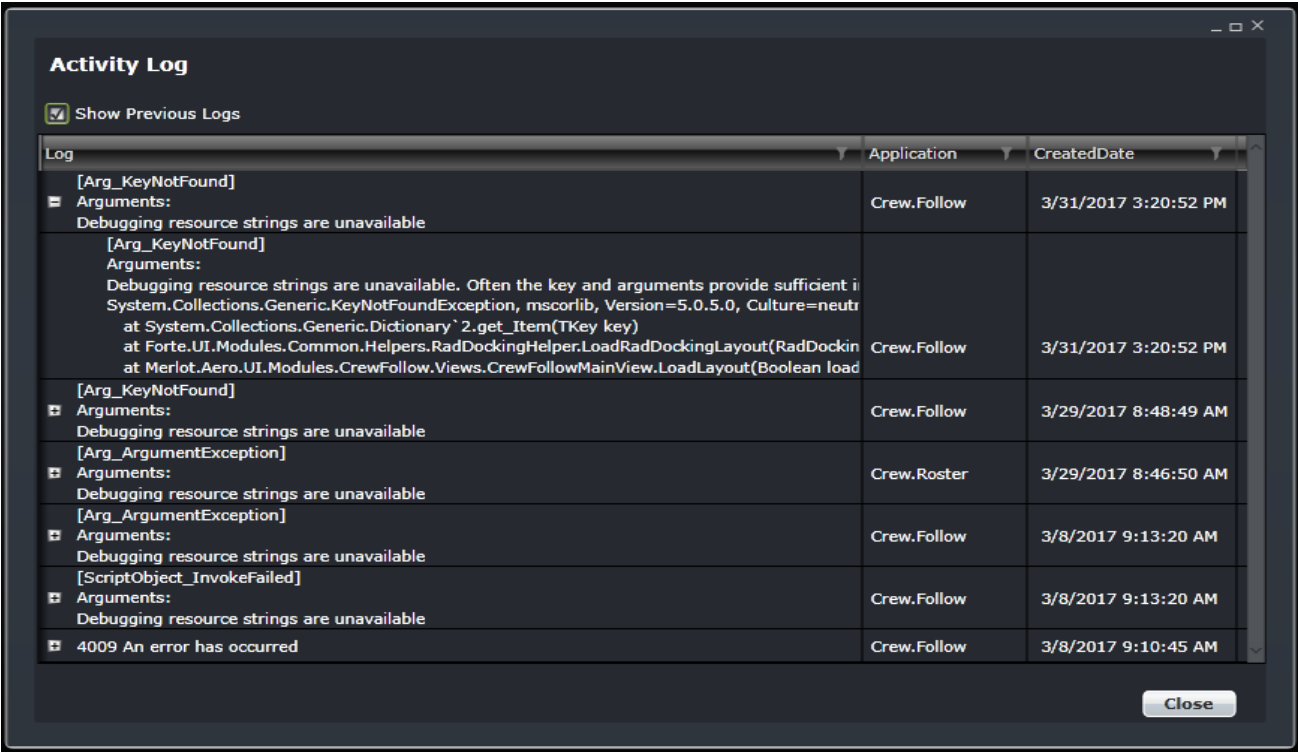 Activity Log
Show Previous Logs
Log Application CreatedDate
[Arg_KeyNotFound]
Arguments:
Debugging resource strings are unavailable
Crew.Follow 3/31/2017 3:20:52 PM
[Arg_KeyNotFound]
Arguments:
Debugging resource strings are unavailable. Often the key and arguments provide sufficient i
System.Collections.Generic.KeyNotFoundException, mscorlib, Version=5.0.5.0, Culture=neutr
at System.Collections.Generic.Dictionary`2.get_Item(TKey key)
at Forte.UI.Modules.Common.Helpers.RadDockingHelper.LoadRadDockingLayout(RadDockin
at Merlot.Aero.UI.Modules.CrewFollow.Views.CrewFollowMainView.LoadLayout(Boolean load
Crew.Follow 3/31/2017 3:20:52 PM
[Arg_KeyNotFound]
Arguments:
Debugging resource strings are unavailable
Crew.Follow 3/29/2017 8:48:49 AM
[Arg_ArgumentException]
Arguments:
Debugging resource strings are unavailable
Crew.Roster 3/29/2017 8:46:50 AM
[Arg_ArgumentException]
Arguments:
Debugging resource strings are unavailable
Crew.Follow 3/8/2017 9:13:20 AM
[ScriptObject_InvokeFailed]
Arguments:
Debugging resource strings are unavailable
Crew.Follow 3/8/2017 9:13:20 AM
4009 An error has occurred Crew.Follow 3/8/2017 9:10:45 AM
Close